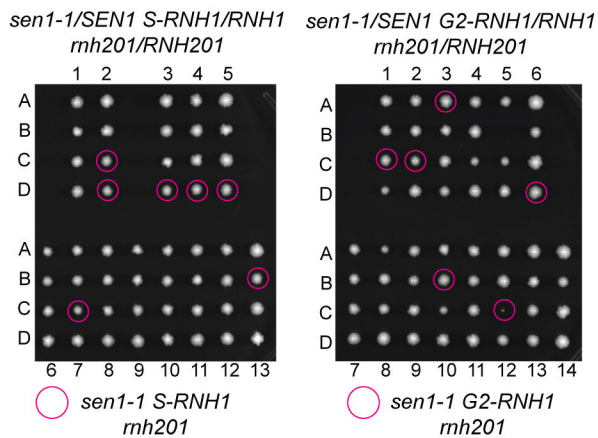 sen1-1/SEN1 S-RNH1/RNH1
rnh201/RNH201
1 2 3 4 5
A
B
C
D
A
B
C
D
6 7 8 9 10 11 12 13
sen1-1 S-RNH1
rnh201
sen1-1/SEN1 G2-RNH1/RNH1
rnh201/RNH201
1 2 3 4 5 6
A
B
C
D
A
B
C
D
7 8 9 10 11 12 13 14
sen1-1 G2-RNH1
rnh201